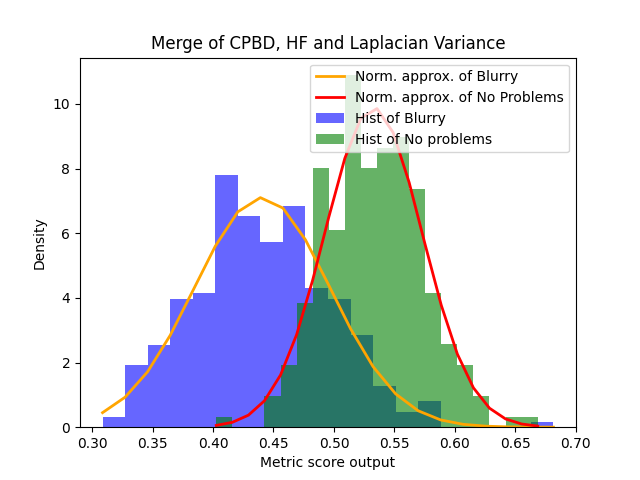 Merge of CPBD, HF and Laplacian Variance
Norm. approx. of Blurry
Norm. approx. of No Problems
Hist of Blurry
Hist of No problems
Density
10
8
6
4
2
0
0.30 0.35 0.40 0.45 0.50 0.55 0.60 0.65 0.70
Metric score output